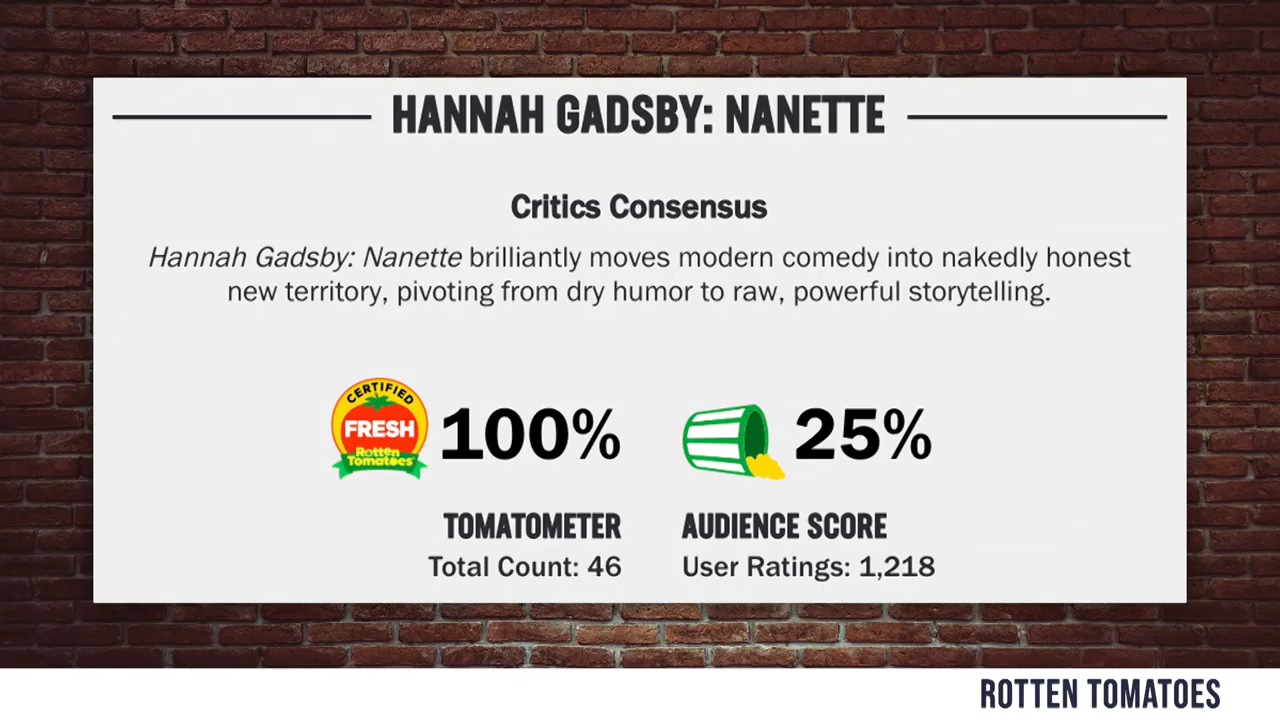 HANNAH GADSBY: NANETTE
Critics Consensus
Hannah Gadsby: Nanette brilliantly moves modern comedy into nakedly honest
new territory, pivoting from dry humor to raw, powerful storytelling.
CERTIFIED
FRESH
Rotten
Tomatoes
100%
25%
TOMATOMETER
AUDIENCE SCORE
Total Count: 46
User Ratings: 1,218
ROTTEN TOMATOES